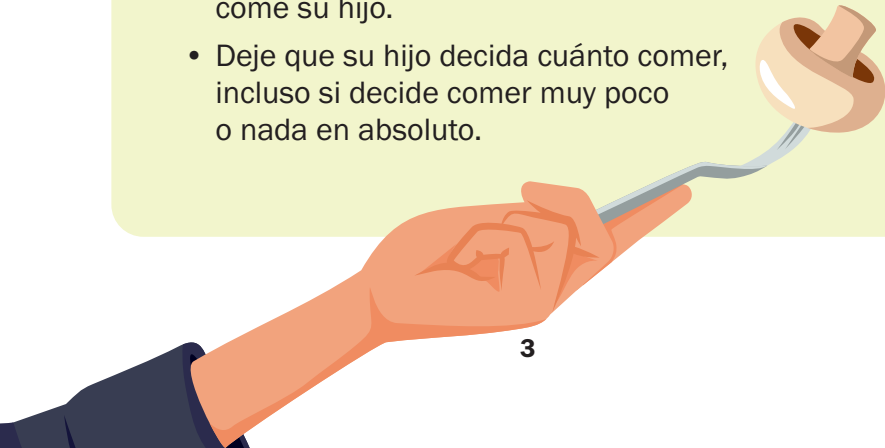 come su hijo.
• Deje que su hijo decida cuánto comer,
incluso si decide comer muy poco
o nada en absoluto.
3